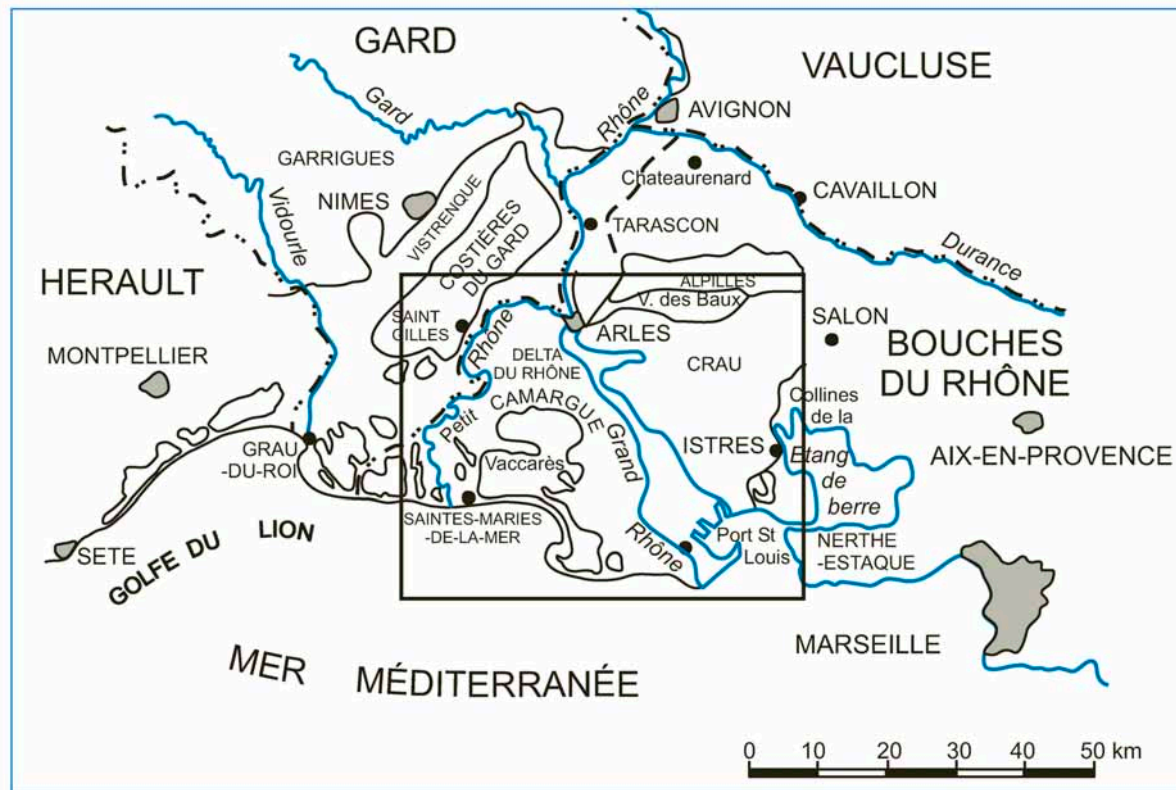 GARD
VAUCLUSE
Gard
Rhône
AVIGNON
GARRIGUES
Chateaurenard
CAVAILLON
NIMES
VISTRENQUE
Vidourle
COSTIÈRES
DU GARD
TARASCON
Durance
HERAULT
ALPILLES
V. des Baux
SAINT
GILLES
Rhône
ARLES
SALON
MONTPELLIER
DELTA
DU RHÔNE
CRAU
BOUCHES
DU RHÔNE
Petit
CAMARGUE
Grand
Collines
de la
GRAU
-DU-ROI
Vaccarès
ISTRES
Etang
de
berre
AIX-EN-PROVENCE
SAINTES-MARIES
-DE-LA-MER
Rhône
Port St
Louis
NERTHE
-ESTAQUE
SETE
GOLFE DU LION
MARSEILLE
MER MÉDITERRANÉE
0 10 20 30 40 50 km